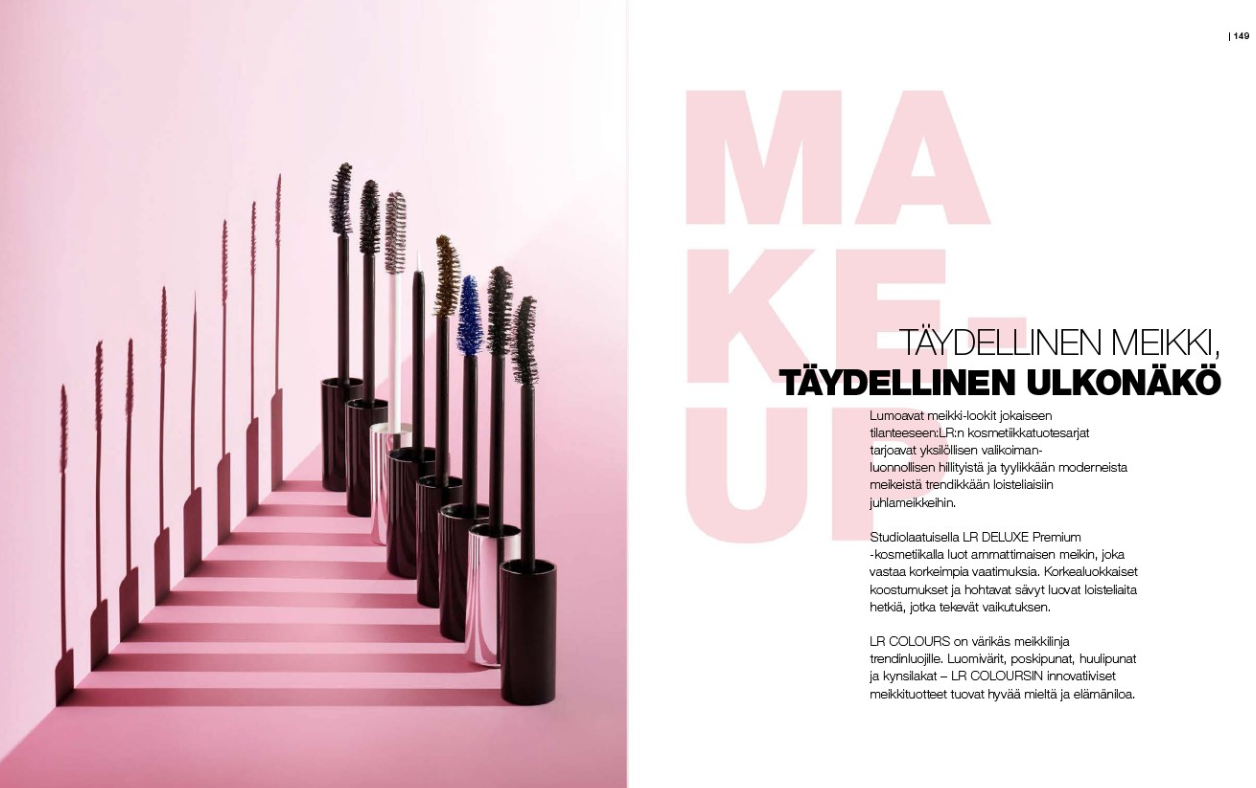 | 149
MA
KE-
UP
TÄYDELLINEN MEIKKI,
TÄYDELLINEN ULKONÄKÖ
Lumoavat meikki-lookit jokaiseen
tilanteeseen:LR:n kosmetiikkatuotesarjat
tarjoavat yksilöllisen valikoiman-
luonnollisen hillityistä ja tyylikkään moderneista
meikeistä trendikkään loisteliaisiin
juhlameikkeihin.
Studiolaatuisella LR DELUXE Premium
-kosmetiikalla luot ammattimaisen meikin, joka
vastaa korkeimpia vaatimuksia. Korkealuokkaiset
koostumukset ja hohtavat sävyt luovat loisteliaita
hetkiä, jotka tekevät vaikutuksen.
LR COLOURS on värikäs meikkilinja
trendinluojille. Luomivärit, poskipunat, huulipunat
ja kynsilakat – LR COLOURSIN innovatiiviset
meikkituotteet tuovat hyvää mieltä ja elämäniloa.